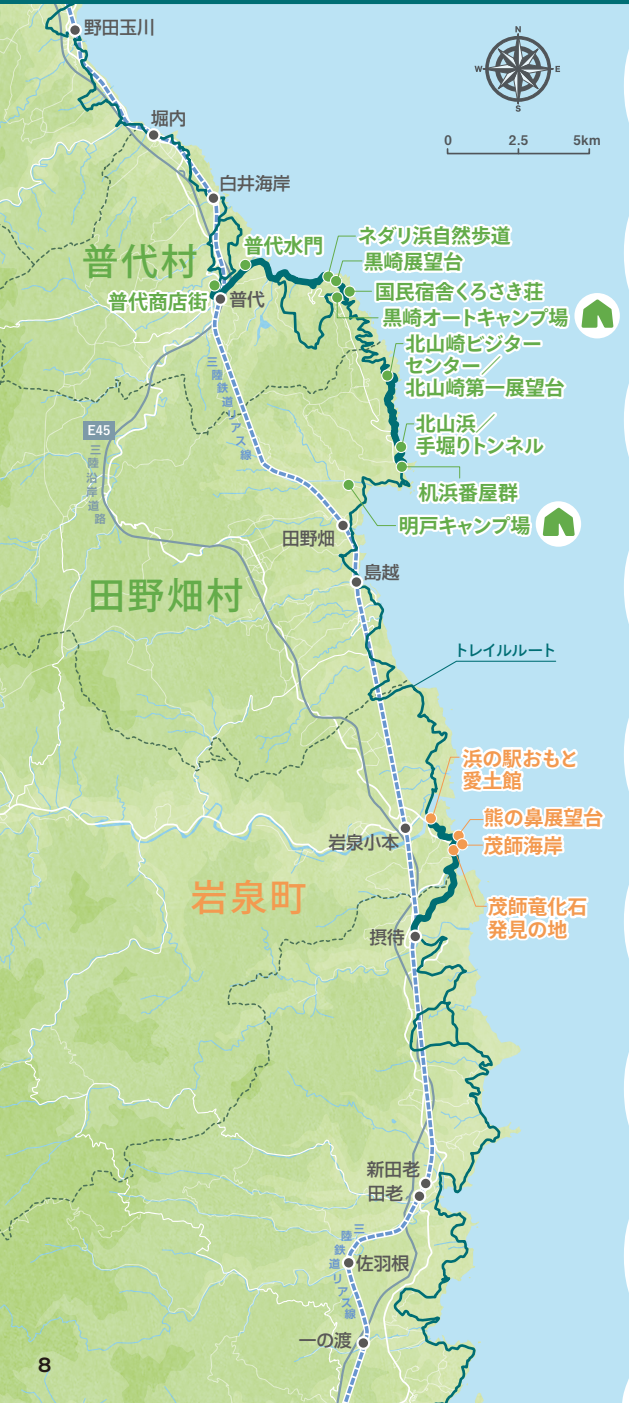 野田玉川
N
W
E
S
0 2.5 5km
堀内
白井海岸
普代村
普代水門
ネダリ浜自然歩道
黒崎展望台
国民宿舎くろさき荘
黒崎オートキャンプ場
普代商店街
普代
北山崎ビジター
センター／
北山崎第一展望台
三陸鉄道リアス線
北山浜／
手掘りトンネル
E45
三陸沿岸道路
机浜番屋群
明戸キャンプ場
田野畑
島越
田野畑村
トレイルルート
浜の駅おもと
愛土館
熊の鼻展望台
茂師海岸
岩泉小本
岩泉町
茂師竜化石
発見の地
摂待
新田老
田老
三陸鉄道リアス線
佐羽根
一の渡
8